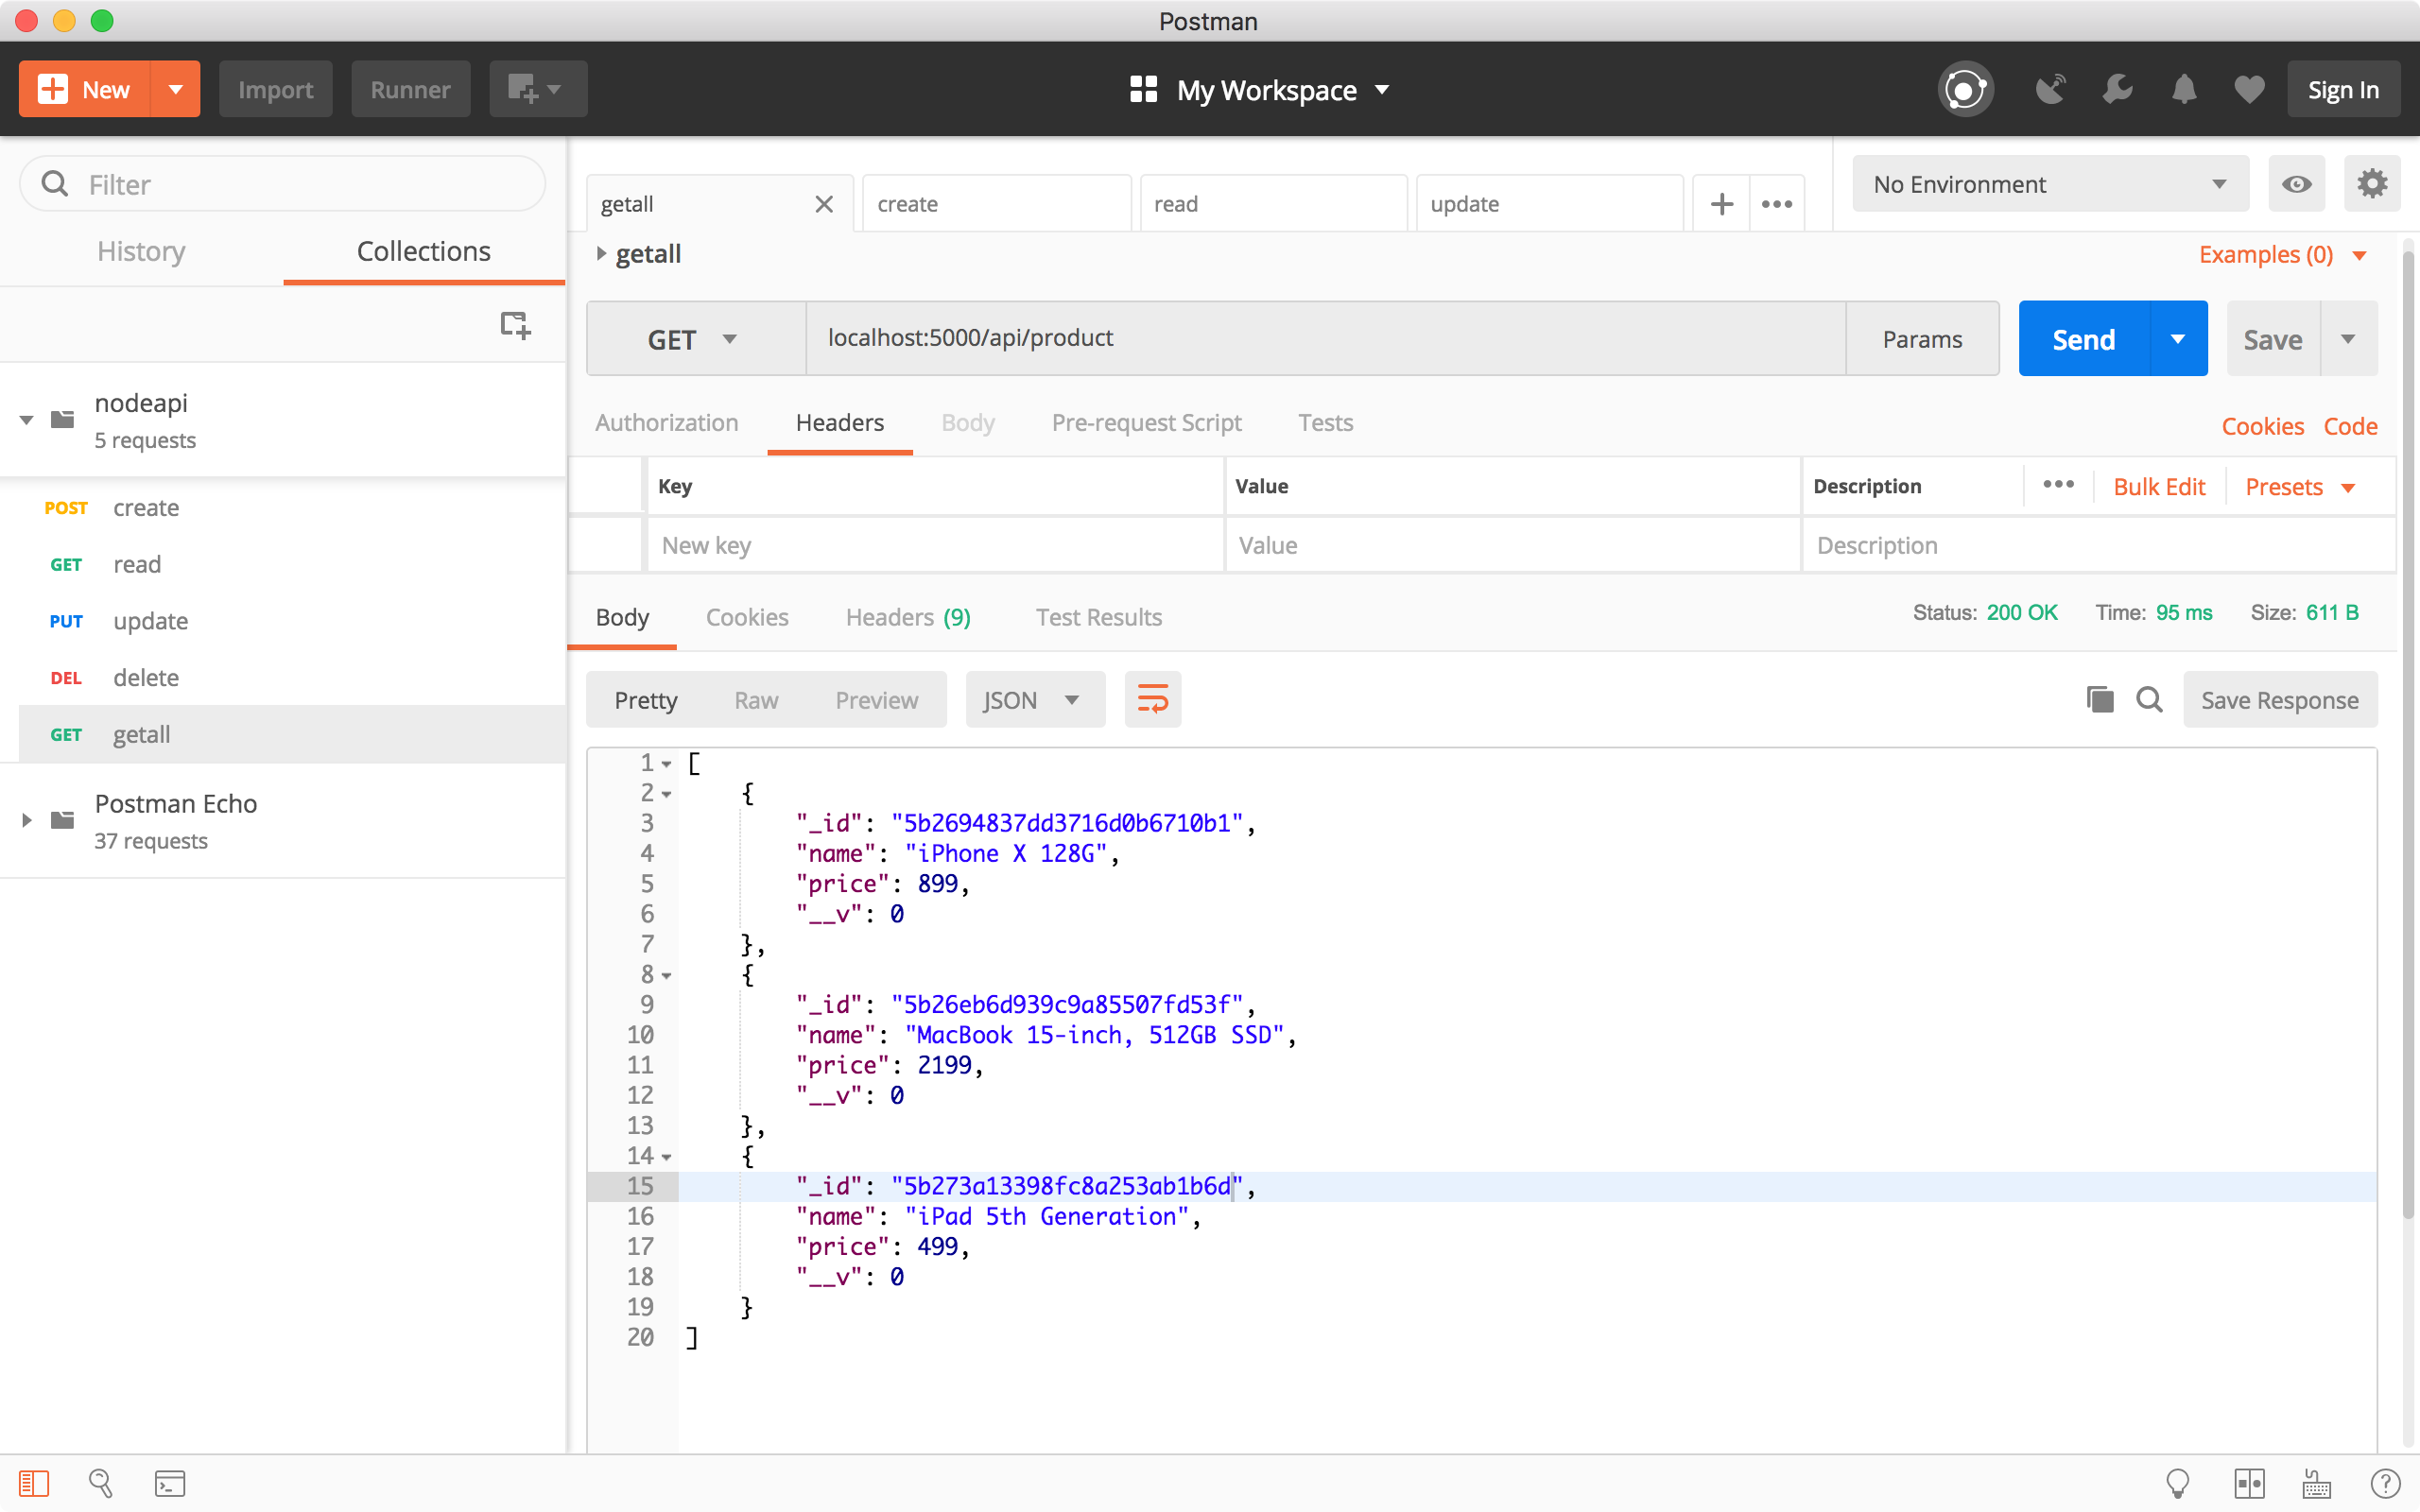 Postman
New Import Runner My Workspace Sign In
Filter
History Collections
nodeapi
5 requests
POST create
GET read
PUT update
DEL delete
GET getall
Postman Echo
37 requests
getall create read update
No Environment
getall
Examples (0)
GET localhost:5000/api/product Params Send Save
Authorization Headers Body Pre-request Script Tests Cookies Code
Key Value Description Bulk Edit Presets
New key Value Description
Body Cookies Headers (9) Test Results Status: 200 OK Time: 95 ms Size: 611 B
Pretty Raw Preview JSON Save Response
1 [
2 {
3 "_id": "5b2694837dd3716d0b6710b1",
4 "name": "iPhone X 128G",
5 "price": 899,
6 "__v": 0
7 },
8 {
9 "_id": "5b26eb6d939c9a85507fd53f",
10 "name": "MacBook 15-inch, 512GB SSD",
11 "price": 2199,
12 "__v": 0
13 },
14 {
15 "_id": "5b273a13398fc8a253ab1b6d",
16 "name": "iPad 5th Generation",
17 "price": 499,
18 "__v": 0
19 }
20 ]